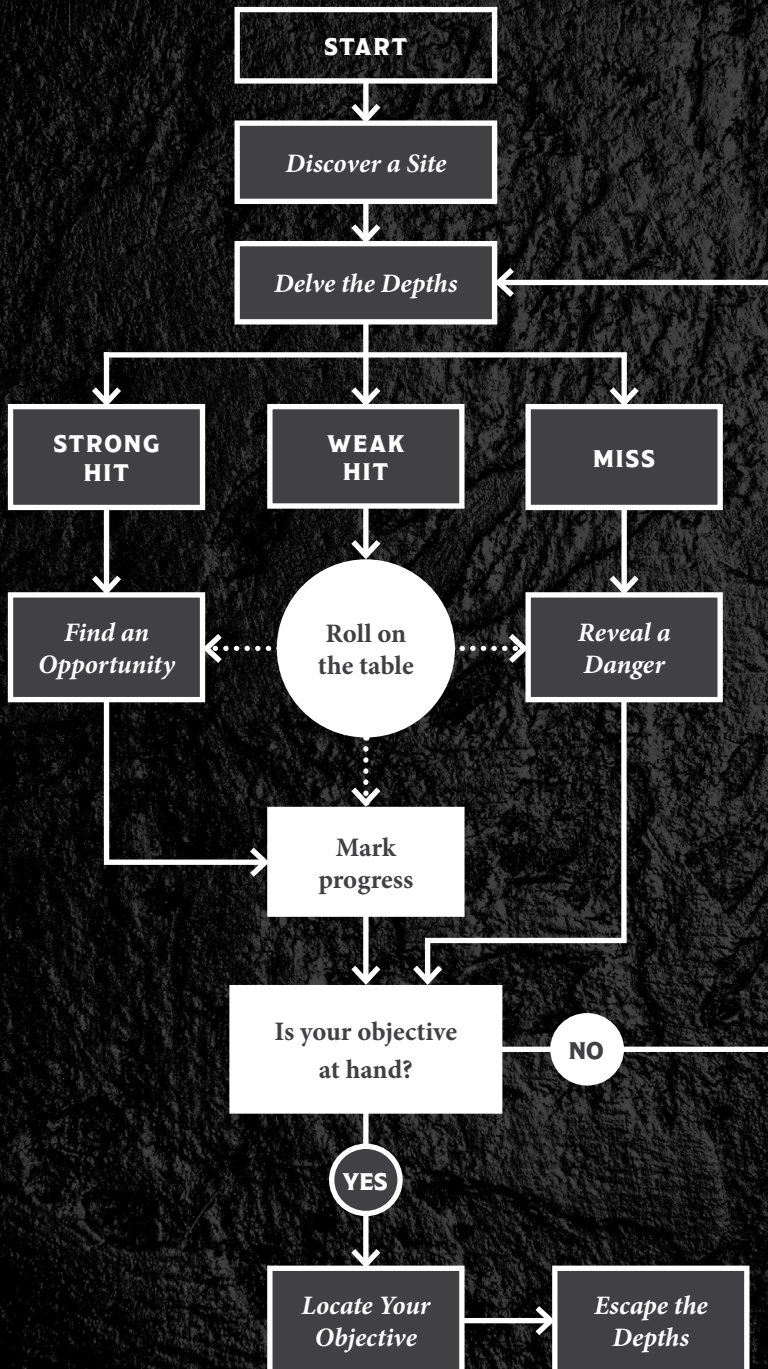 START
Discover a Site
Delve the Depths
STRONG
HIT
WEAK
HIT
MISS
Find an
Opportunity
Roll on
the table
Reveal a
Danger
Mark
progress
Is your objective
at hand?
NO
YES
Locate Your
Objective
Escape the
Depths